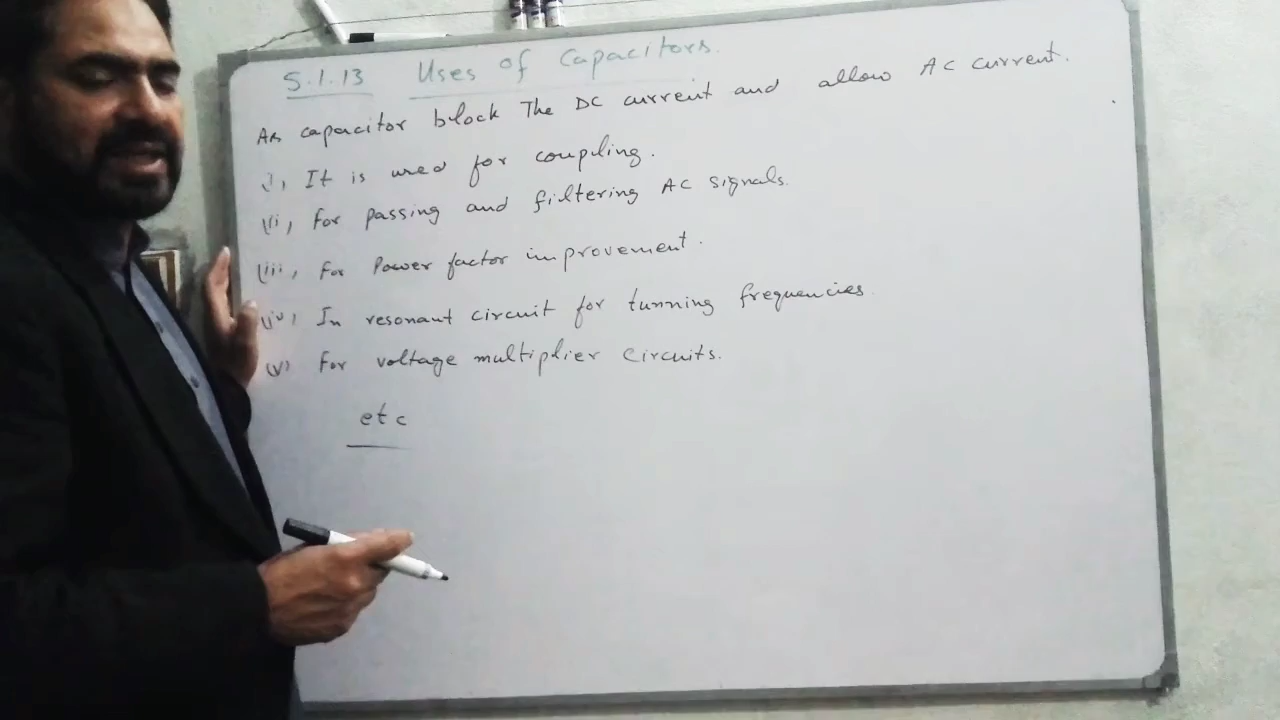 5.1.13 Uses of Capacitors.
As capacitor block The DC current and allow AC current.
(i), It is used for coupling.
(ii, For passing and filtering AC signals.
(iii, For Power factor improvement.
(iv) In resonant circuit for tunning frequencies.
(v) For voltage multiplier circuits.
etc